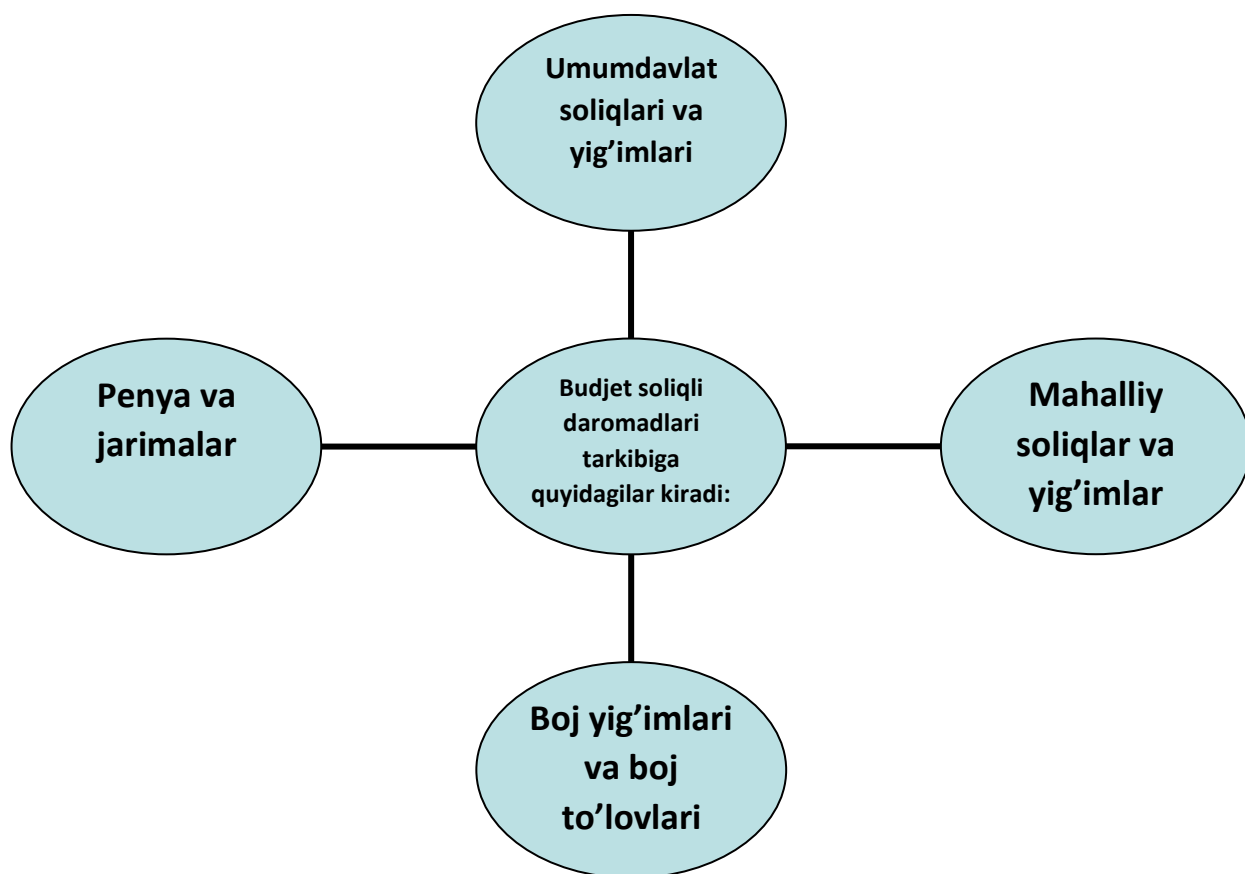 Umumdavlat
soliqlari va
yig’imlari
Penya va
jarimalar
Budjet soliqli
daromadlari
tarkibiga
quyidagilar kiradi:
Mahalliy
soliqlar va
yig’imlar
Boj yig’imlari
va boj
to’lovlari